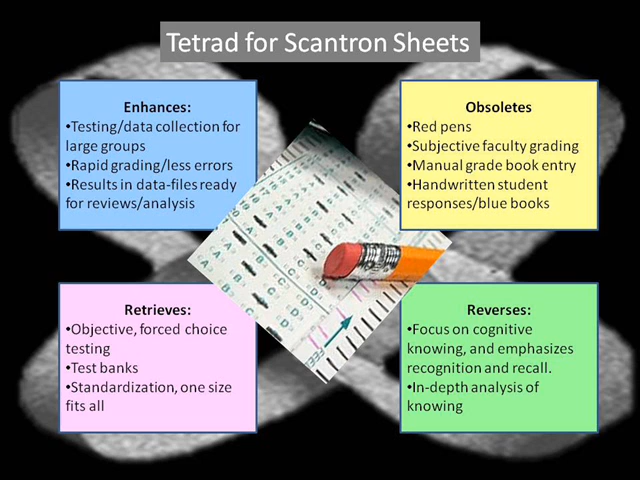 Tetrad for Scantron Sheets
Enhances:
•Testing/data collection for
large groups
•Rapid grading/less errors
•Results in data-files ready
for reviews/analysis
Obsoletes
•Red pens
•Subjective faculty grading
•Manual grade book entry
•Handwritten student
responses/blue books
Retrieves:
•Objective, forced choice
testing
•Test banks
•Standardization, one size
fits all
Reverses:
•Focus on cognitive
knowing, and emphasizes
recognition and recall.
•In-depth analysis of
knowing